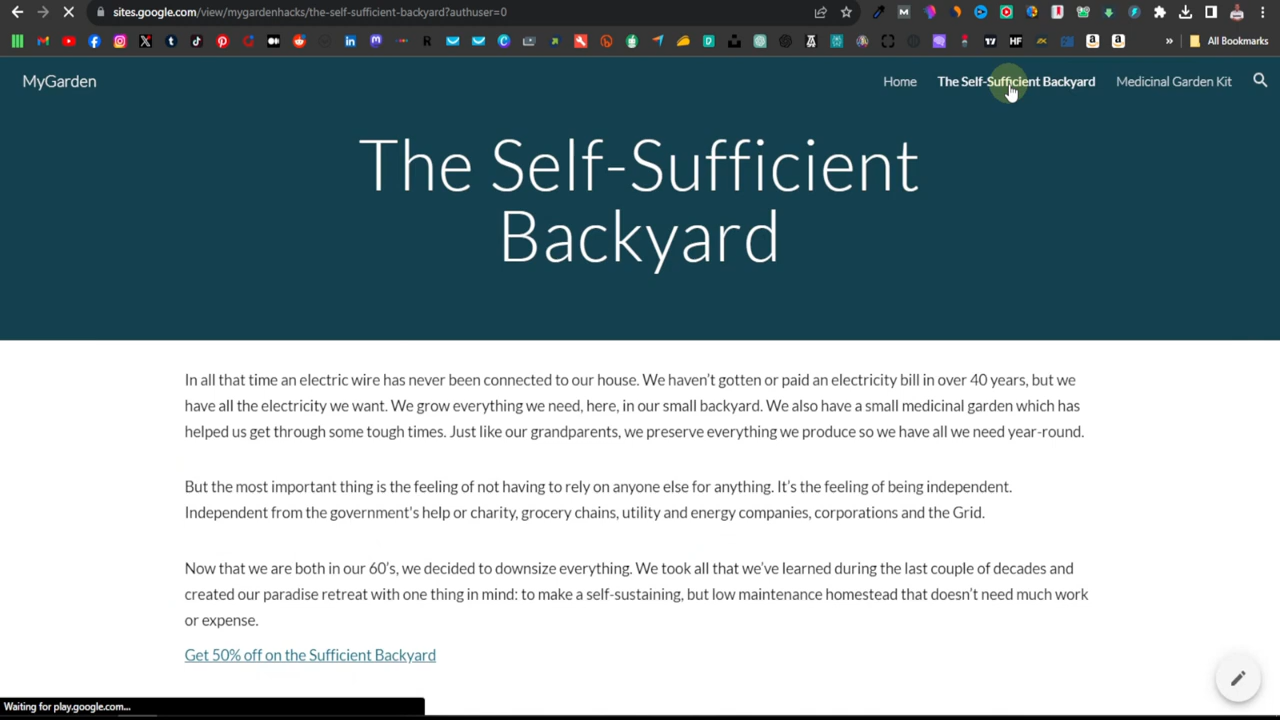 sites.google.com/view/mygardenhacks/the-self-sufficient-backyard?authuser=0
All Bookmarks
MyGarden
Home The Self-Sufficient Backyard Medicinal Garden Kit
The Self-Sufficient
Backyard
In all that time an electric wire has never been connected to our house. We haven't gotten or paid an electricity bill in over 40 years, but we
have all the electricity we want. We grow everything we need, here, in our small backyard. We also have a small medicinal garden which has
helped us get through some tough times. Just like our grandparents, we preserve everything we produce so we have all we need year-round.
But the most important thing is the feeling of not having to rely on anyone else for anything. It's the feeling of being independent.
Independent from the government's help or charity, grocery chains, utility and energy companies, corporations and the Grid.
Now that we are both in our 60's, we decided to downsize everything. We took all that we've learned during the last couple of decades and
created our paradise retreat with one thing in mind: to make a self-sustaining, but low maintenance homestead that doesn't need much work
or expense.
Get 50% off on the Sufficient Backyard
Waiting for play.google.com...